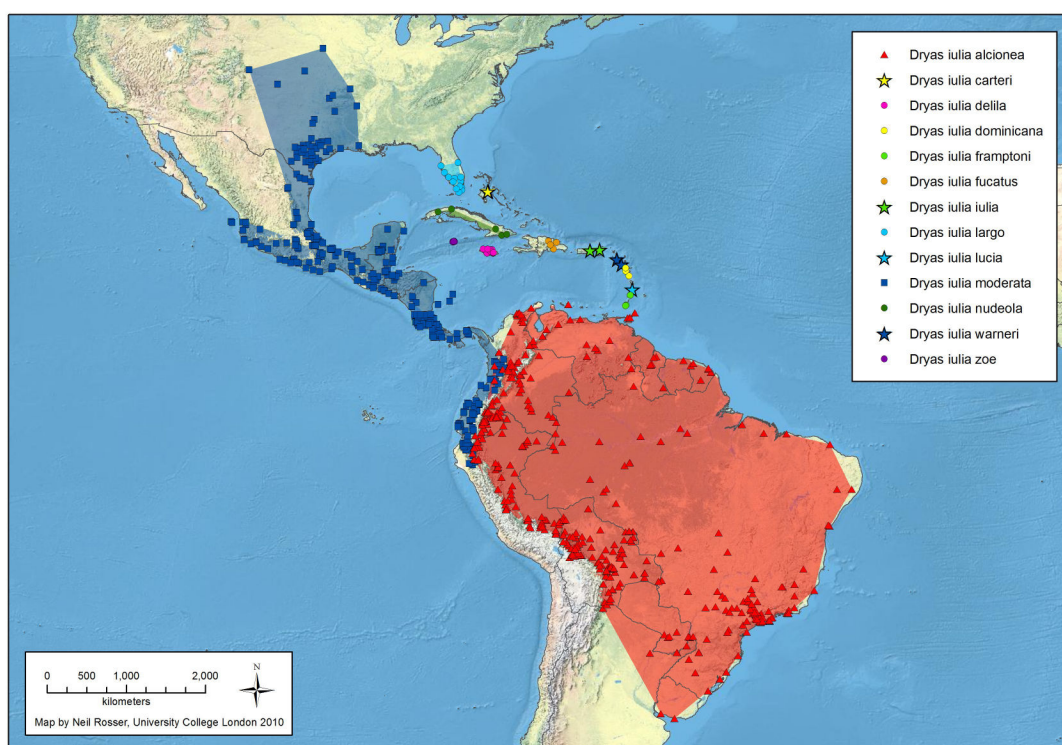 Dryas iulia alcionea
Dryas iulia carteri
Dryas iulia delila
Dryas iulia dominicana
Dryas iulia framptoni
Dryas iulia fucatus
Dryas iulia iulia
Dryas iulia largo
Dryas iulia lucia
Dryas iulia moderata
Dryas iulia nudeola
Dryas iulia warneri
Dryas iulia zoe
N
0 500 1,000 2,000
kilometers
Map by Neil Rosser, University College London 2010